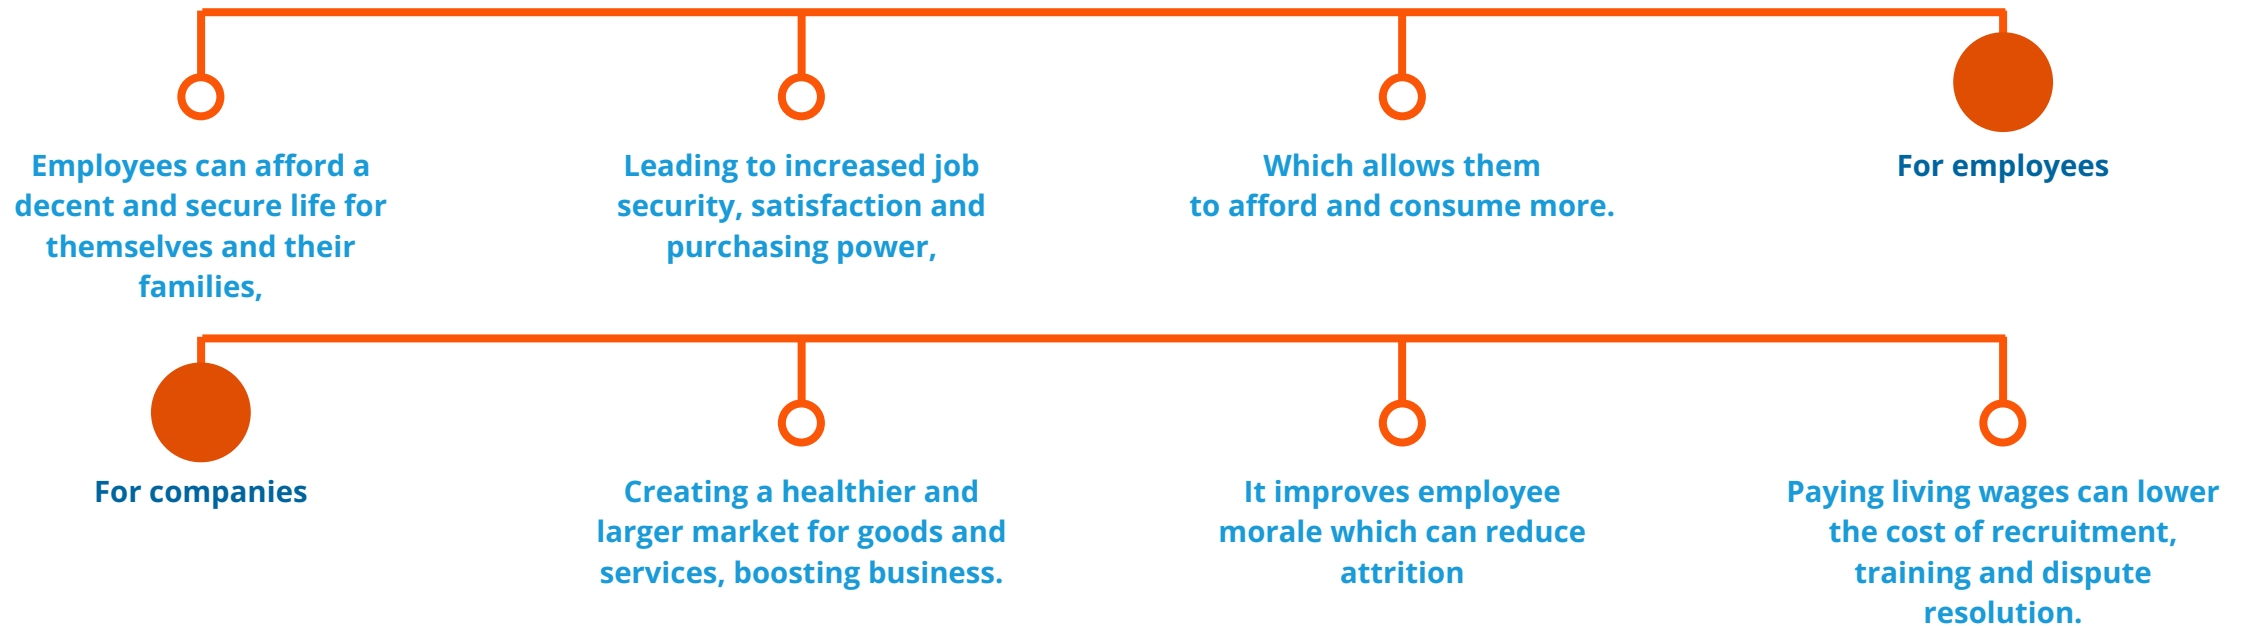 Employees can afford a
decent and secure life for
themselves and their
families,
Leading to increased job
security, satisfaction and
purchasing power,
Which allows them
to afford and consume more.
For employees
For companies
Creating a healthier and
larger market for goods and
services, boosting business.
It improves employee
morale which can reduce
attrition
Paying living wages can lower
the cost of recruitment,
training and dispute
resolution.